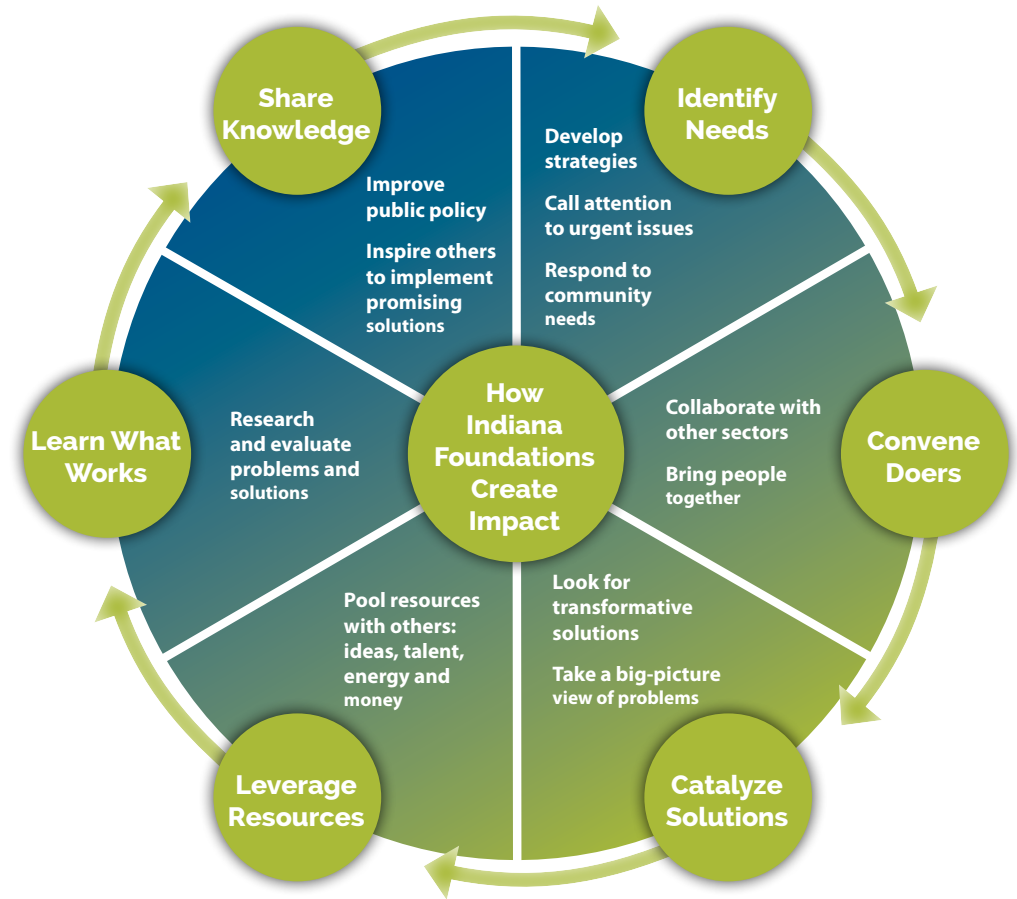 How
Indiana
Foundations
Create
Impact
Identify
Needs
Develop
strategies
Call attention
to urgent issues
Respond to
community
needs
Convene
Doers
Collaborate with
other sectors
Bring people
together
Catalyze
Solutions
Look for
transformative
solutions
Take a big-picture
view of problems
Leverage
Resources
Pool resources
with others:
ideas, talent,
energy and
money
Learn What
Works
Research
and evaluate
problems and
solutions
Share
Knowledge
Improve
public policy
Inspire others
to implement
promising
solutions